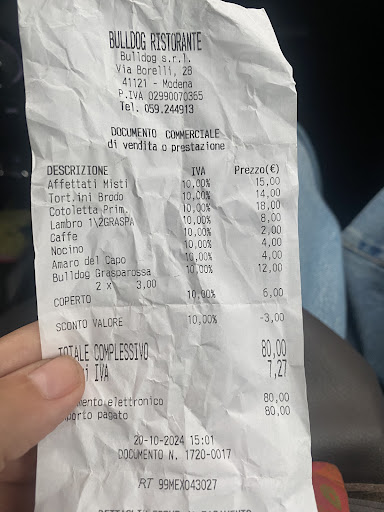 BULLDOG RISTORANTE
Bulldog s.r.l.
Via Borelli, 28
41121 - Modena
P.IVA 02990070365
Tel. 059.244913
DOCUMENTO COMMERCIALE
di vendita o prestazione
DESCRIZIONE IVA Prezzo(€)
Affettati Misti 10,00% 15,00
Tort.ini Brodo 10,00% 14,00
Cotoletta Prim. 10,00% 18,00
Lambro 1\2GRASPA 10,00% 8,00
Caffe 10,00% 2,00
Nocino 10,00% 4,00
Amaro del Capo 10,00% 4,00
Bulldog Grasparossa 10,00% 12,00
2 x 3,00
COPERTO 10,00% 6,00
SCONTO VALORE 10,00% -3,00
TOTALE COMPLESSIVO 80,00
IVA 7,27
elettronico 80,00
pagato 80,00
20-10-2024 15:01
DOCUMENTO N. 1720-0017
RT 99MEX043027